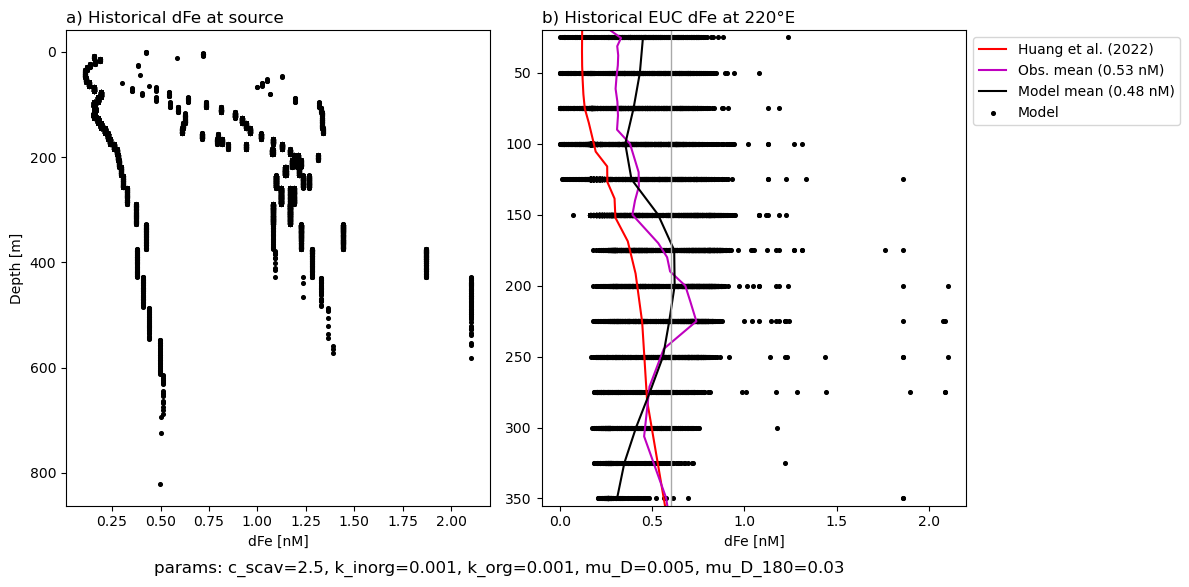 a) Historical dFe at source
b) Historical EUC dFe at 220°E
0
200
400
600
800
Depth [m]
0.25 0.50 0.75 1.00 1.25 1.50 1.75 2.00
dFe [nM]
50
100
150
200
250
300
350
0.0 0.5 1.0 1.5 2.0
dFe [nM]
Huang et al. (2022)
Obs. mean (0.53 nM)
Model mean (0.48 nM)
Model
params: c_scav=2.5, k_inorg=0.001, k_org=0.001, mu_D=0.005, mu_D_180=0.03